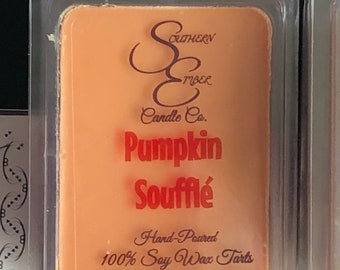 Southern
Ember
Candle Co.
Pumpkin
Soufflé
Hand-Poured
100% Soy Wax Tarts